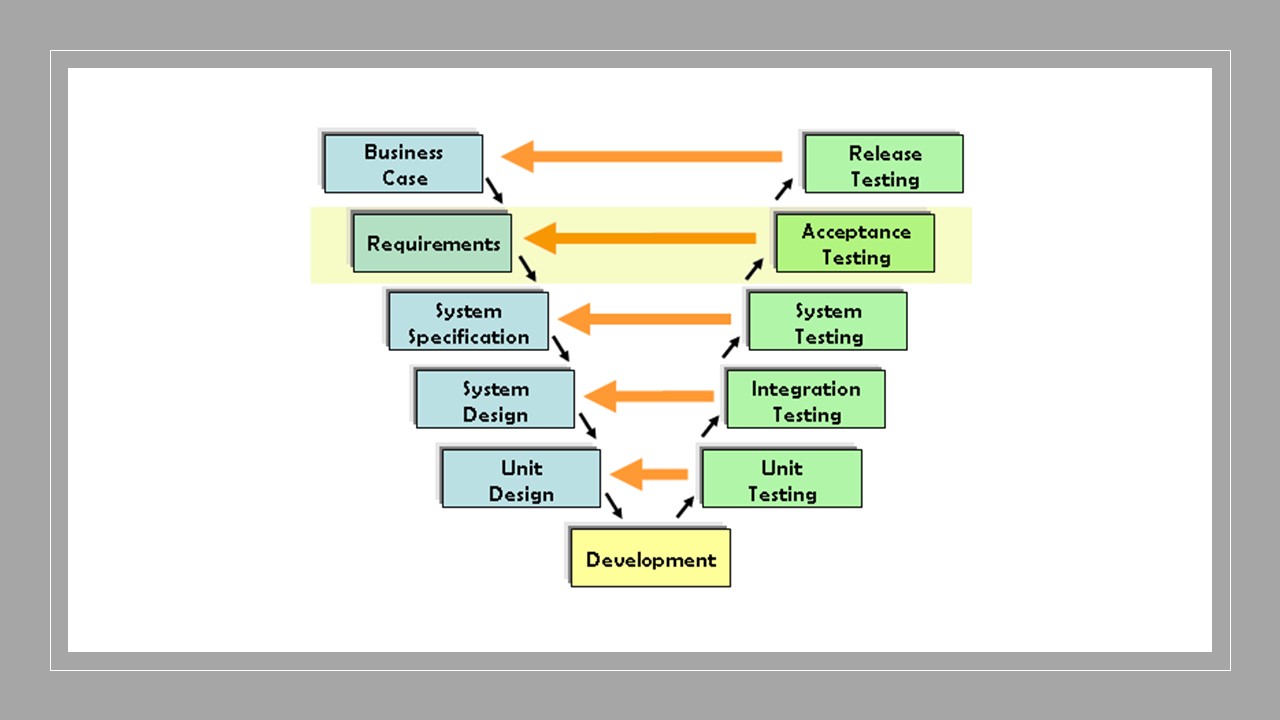 Business
Case
Release
Testing
Requirements
Acceptance
Testing
System
Specification
System
Testing
System
Design
Integration
Testing
Unit
Design
Unit
Testing
Development